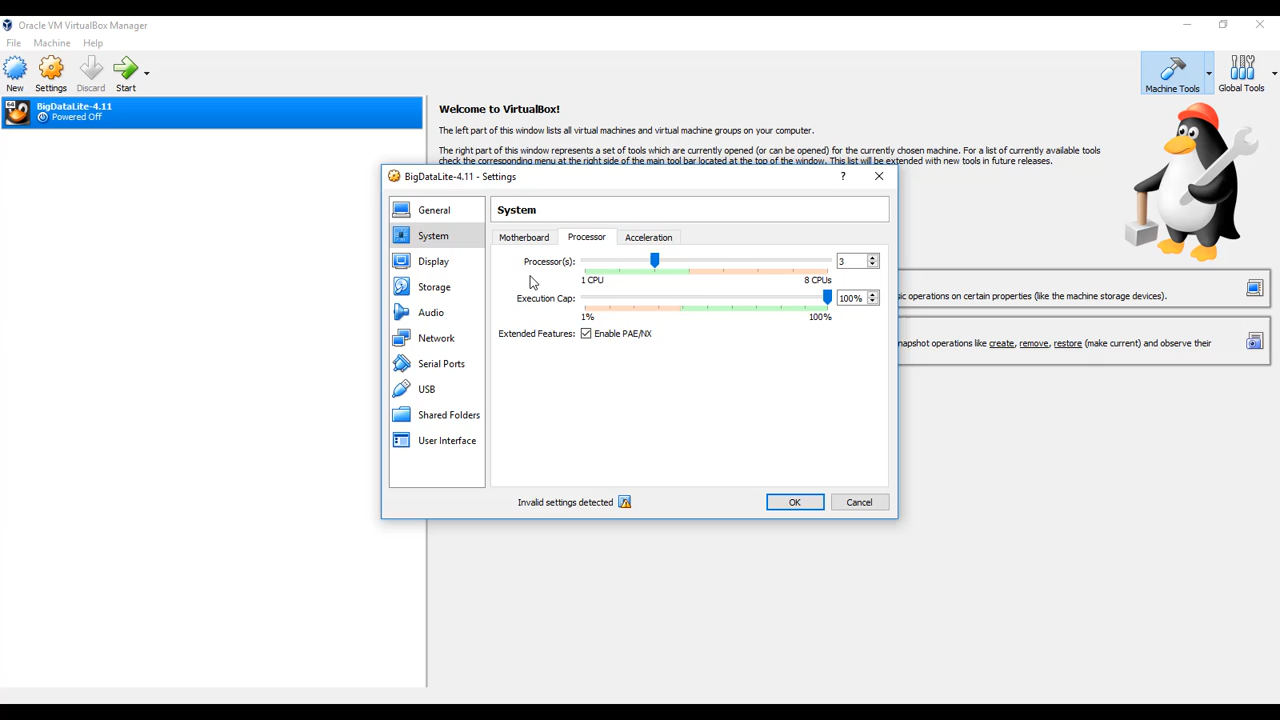 Oracle VM VirtualBox Manager
File Machine Help
New Settings Discard Start
Machine Tools Global Tools
64
BigDataLite-4.11
Powered Off
Welcome to VirtualBox!
The left part of this window lists all virtual machines and virtual machine groups on your computer.
The right part of this window represents a set of tools which are currently opened (or can be opened) for the currently chosen machine. For a list of currently available tools
check the corresponding menu at the right side of the main tool bar located at the top of the window. This list will be extended with new tools in future releases.
BigDataLite-4.11 - Settings
?
General
System
Display
Storage
Audio
Network
Serial Ports
USB
Shared Folders
User Interface
System
Motherboard Processor Acceleration
Processor(s): 3
1 CPU 8 CPUs
Execution Cap: 100%
1% 100%
Extended Features: Enable PAE/NX
Invalid settings detected
OK Cancel
ic operations on certain properties (like the machine storage devices).
napshot operations like create, remove, restore (make current) and observe their